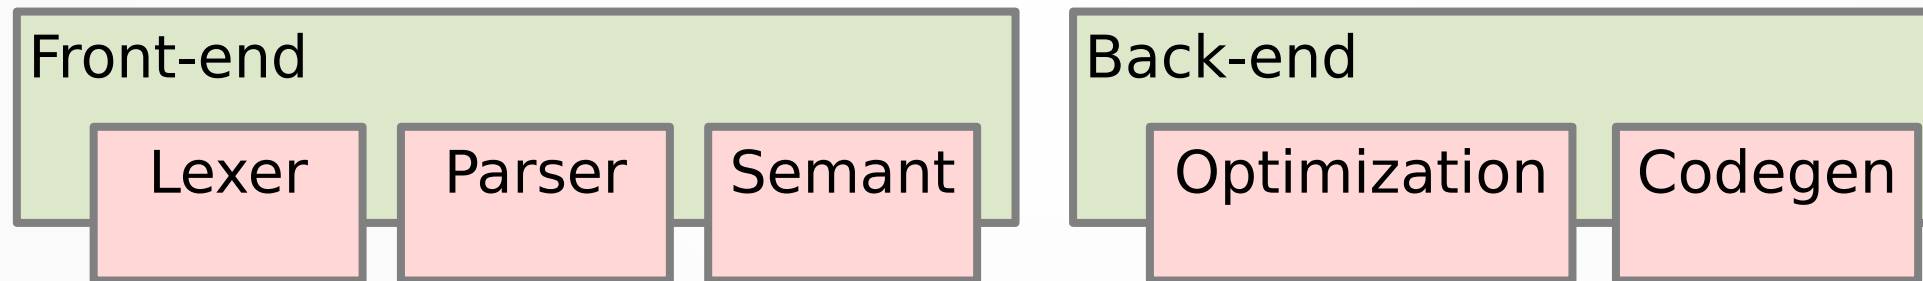 Front-end
Lexer
Parser
Semant
Back-end
Optimization
Codegen